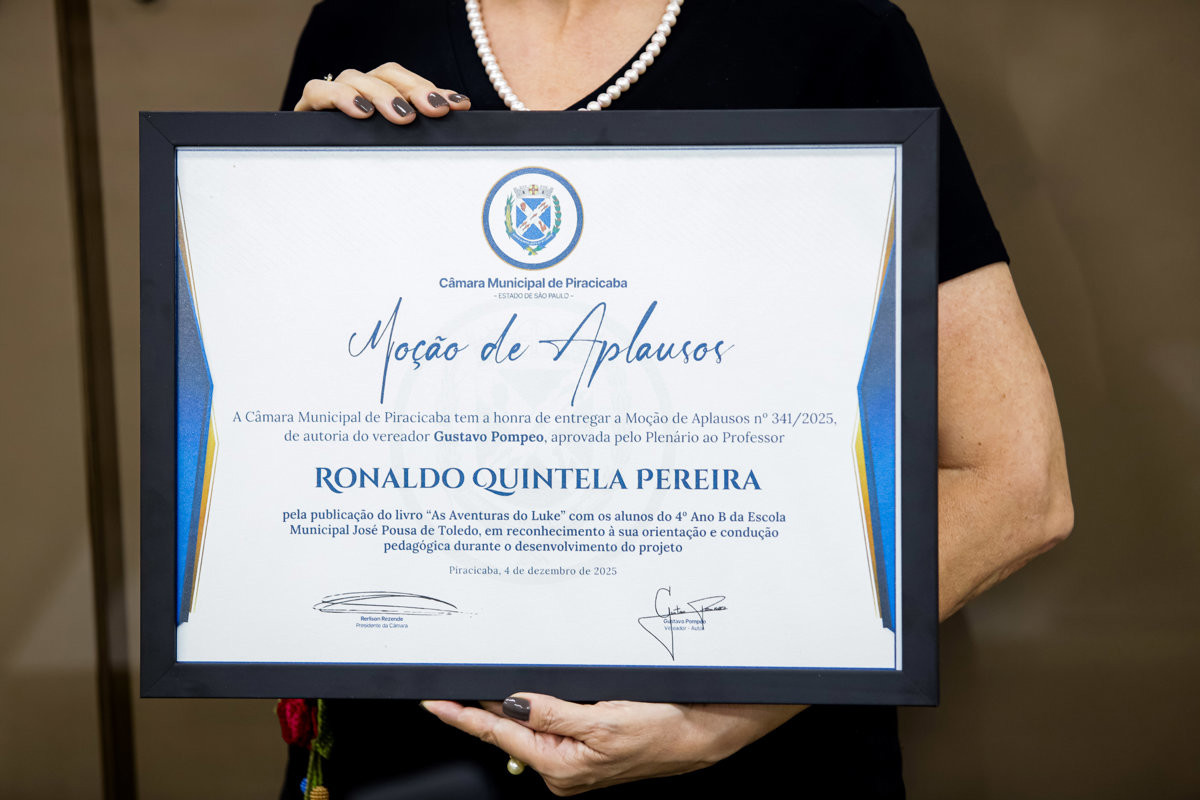 Câmara Municipal de Piracicaba
- ESTADO DE SÃO PAULO -
Moção de Aplausos
A Câmara Municipal de Piracicaba tem a honra de entregar a Moção de Aplausos nº 341/2025,
de autoria do vereador Gustavo Pompeo, aprovada pelo Plenário ao Professor
RONALDO QUINTELA PEREIRA
pela publicação do livro “As Aventuras do Luke” com os alunos do 4º Ano B da Escola
Municipal José Pousa de Toledo, em reconhecimento à sua orientação e condução
pedagógica durante o desenvolvimento do projeto
Piracicaba, 4 de dezembro de 2025
Rerlison Rezende
Presidente da Câmara
Gustavo Pompeo
Vereador - Autor